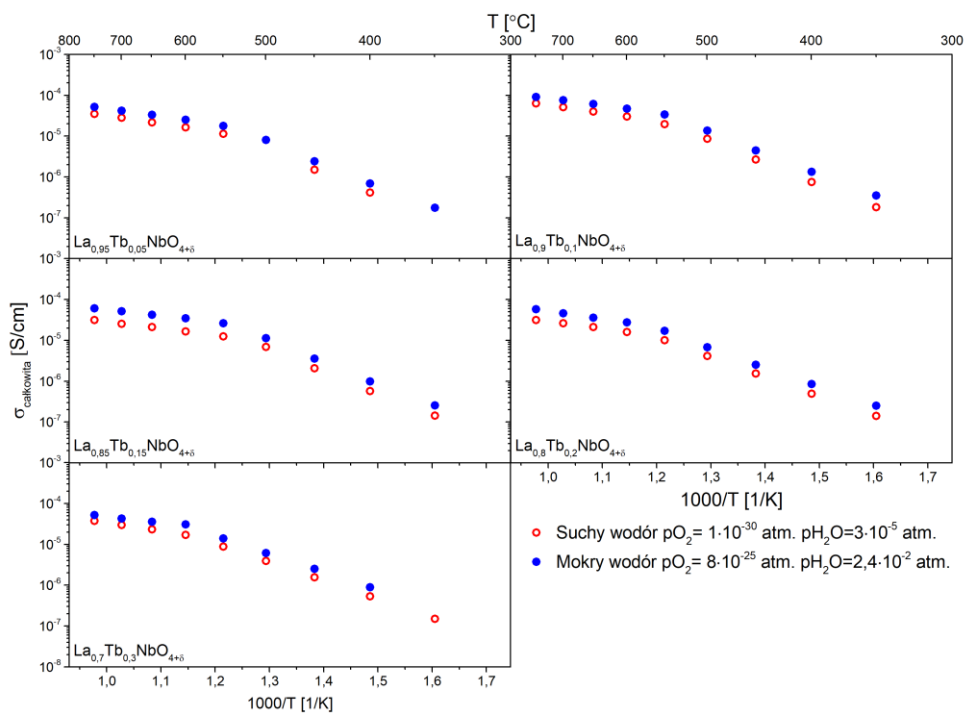 T [°C]
800 700 600 500 400 300 700 600 500 400 300
10⁻³
10⁻⁴
10⁻⁵
10⁻⁶
10⁻⁷
10⁻³
La₀,₉₅Tb₀,₀₅NbO₄₊δ
La₀,₉Tb₀,₁NbO₄₊δ
10⁻⁴
10⁻⁵
10⁻⁶
10⁻⁷
10⁻³
σcałkowita [S/cm]
La₀,₈₅Tb₀,₁₅NbO₄₊δ
La₀,₈Tb₀,₂NbO₄₊δ
1,0 1,1 1,2 1,3 1,4 1,5 1,6 1,7
1000/T [1/K]
10⁻⁴
10⁻⁵
10⁻⁶
10⁻⁷
10⁻⁸
La₀,₇Tb₀,₃NbO₄₊δ
1,0 1,1 1,2 1,3 1,4 1,5 1,6 1,7
1000/T [1/K]
Suchy wodór pO₂= 1·10⁻³⁰ atm. pH₂O=3·10⁻⁵ atm.
Mokry wodór pO₂= 8·10⁻²⁵ atm. pH₂O=2,4·10⁻² atm.